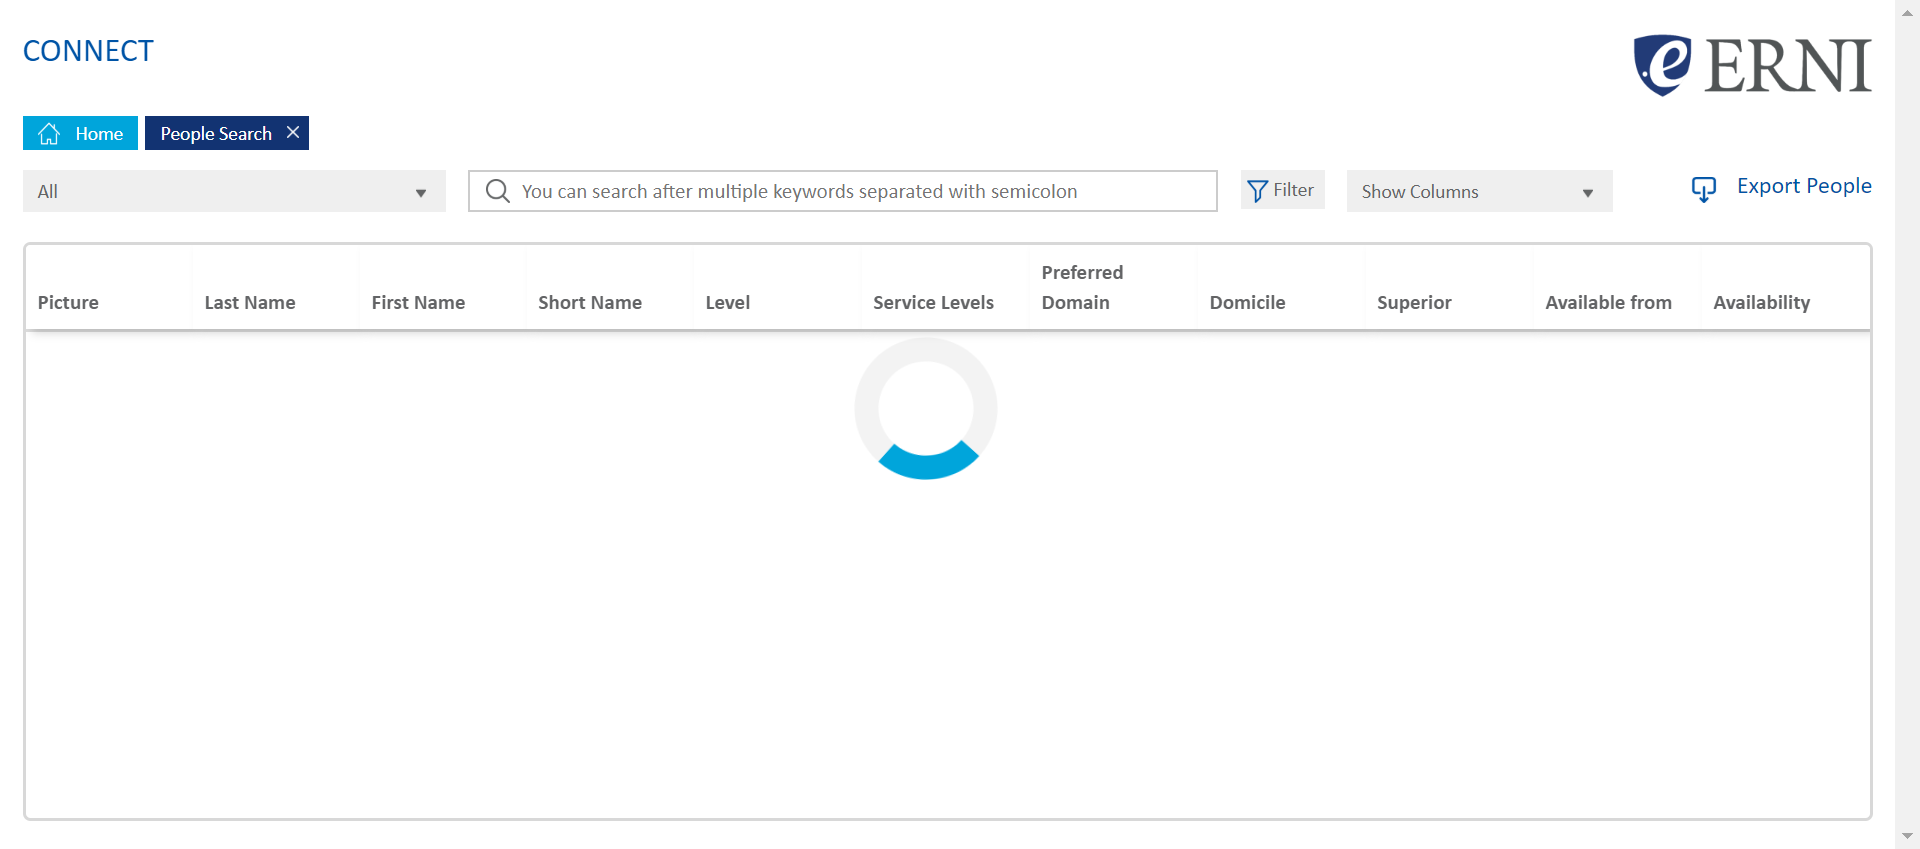 CONNECT
e ERNI
Home
People Search
All
You can search after multiple keywords separated with semicolon
Filter
Show Columns
Export People
Picture
Last Name
First Name
Short Name
Level
Service Levels
Preferred
Domain
Domicile
Superior
Available from
Availability